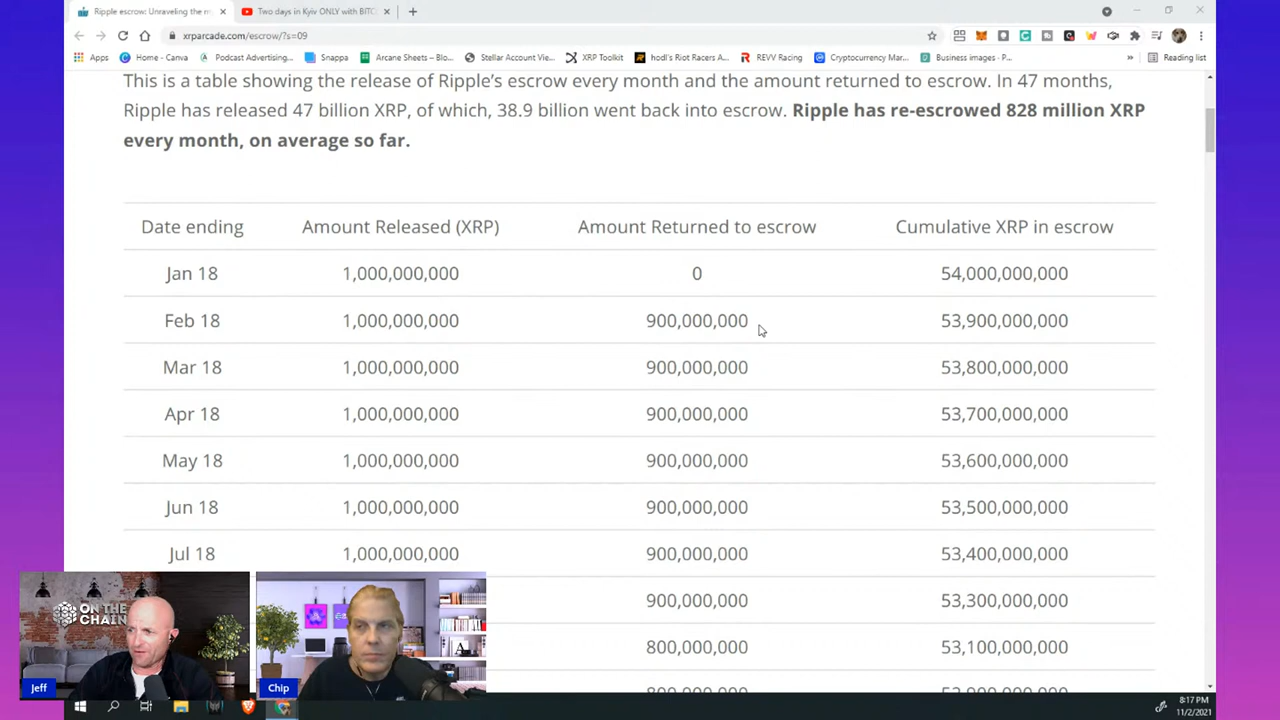 Ripple escrow: Unraveling the m
Two days in Kyiv ONLY with BITC
xrparcade.com/escrow/?s=09
Apps Home - Canva Podcast Advertising... Snappa Arcane Sheets – Blo... Stellar Account Vie... XRP Toolkit hodl's Riot Racers A... REVV Racing Cryptocurrency Mar... Business images · P... » Reading list
This is a table showing the release of Ripple's escrow every month and the amount returned to escrow. In 47 months,
Ripple has released 47 billion XRP, of which, 38.9 billion went back into escrow. Ripple has re-escrowed 828 million XRP
every month, on average so far.
Date ending Amount Released (XRP) Amount Returned to escrow Cumulative XRP in escrow
Jan 18 1,000,000,000 0 54,000,000,000
Feb 18 1,000,000,000 900,000,000 53,900,000,000
Mar 18 1,000,000,000 900,000,000 53,800,000,000
Apr 18 1,000,000,000 900,000,000 53,700,000,000
May 18 1,000,000,000 900,000,000 53,600,000,000
Jun 18 1,000,000,000 900,000,000 53,500,000,000
Jul 18 1,000,000,000 900,000,000 53,400,000,000
900,000,000 53,300,000,000
800,000,000 53,100,000,000
800,000,000 52,900,000,000
ON THE
CHAIN
A
Jeff
Chip
8:17 PM
11/2/2021